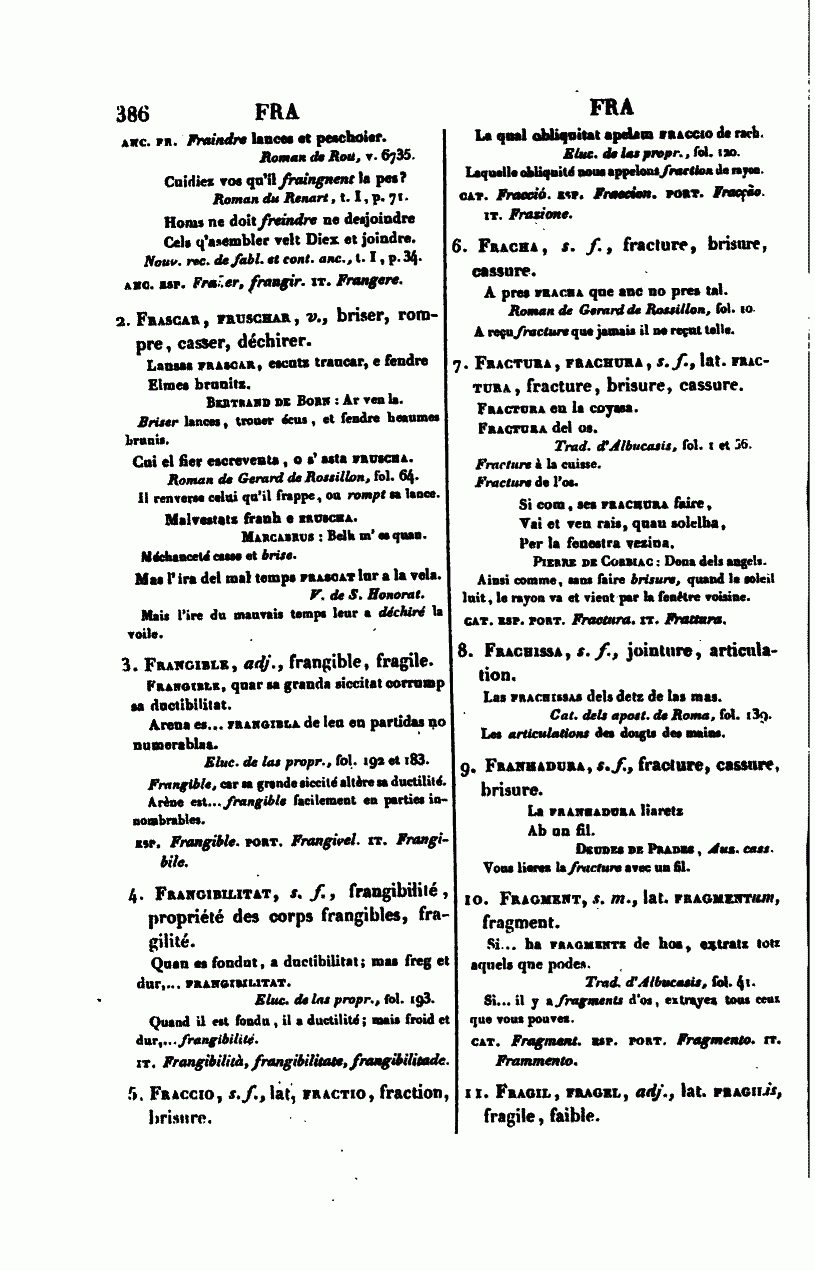 386 FRA
ANC. FR. Fraindre lances et peschoier.
Roman de Rou, v. 6735.
Cuidiez vos qu'il fraingnent la pes?
Roman du Renart, t. I, p. 71.
Homs ne doit freindre ne desjoindre
Cels q'asembler velt Diex et joindre.
Nouv. rec. de fabl. et cont. anc., t. I, p. 34.
ANC. ESP. frangir. IT. Frangere.
2. FRASCAR, FRUSCHAR, v., briser, rom-
pre, casser, déchirer.
Lansas FRASCAR, escutz traucar, e fendre
Elmes brunitz.
BERTRAND DE BORN : Ar ven la.
Briser lances, trouer écus, et fendre heaumes
brunis.
Cui el fier escreventa, o s' asta FRUSCHA.
Roman de Gerard de Rossillon, fol. 64.
Il renverse celui qu'il frappe, ou rompt sa lance.
Malvestatz franh e BRUSCHA.
MARCABRUS : Belh m' es quan.
Méchanceté casse et brise.
Mas l' ira del mal temps FRASCAT lur a la vela.
V. de S. Honorat.
Mais l'ire du mauvais temps leur a déchiré la
voile.
3. FRANGIBLE, adj., frangible, fragile.
FRANGIBLE, quar sa granda siccitat corrump
sa ductibilitat.
Arena es... FRANGIBLA de leu en partidas no
numerablas.
Eluc. de las propr., fol. 192 et 183.
Frangible, car sa grande siccité altère sa ductilité.
Arène est... frangible facilement en parties in-
nombrables.
ESP. Frangible. PORT. Frangivel. IT. Frangi-
bile.
4. FRANGIBILITAT, s. f., frangibilité,
propriété des corps frangibles, fra-
gilité.
Quan es fondut, a ductibilitat; mas freg et
dur,... FRANGIBILITAT.
Eluc. de las propr., fol. 193.
Quand il est fondu, il a ductilité; mais froid et
dur,... frangibilité.
IT. Frangibilità, frangibilitate, frangibilitade.
5. FRACCIO, s. f., lat. FRACTIO, fraction,
brisure.
FRA
La qual obliquitat apelam FRACCIO de rach.
Eluc. de las propr., fol. 120.
Laquelle obliquité nous appelons fraction de rayon.
CAT. Fracció. ESP. Fraccion. PORT. Fracção.
IT. Frazione.
6. FRACHA, s. f., fracture, brisure,
cassure.
A pres FRACHA que anc no pres tal.
Roman de Gerard de Rossillon, fol. 10.
A reçu fracture que jamais il ne reçut telle.
7. FRACTURA, FRACHURA, s. f., lat. FRAC-
TURA, fracture, brisure, cassure.
FRACTURA en la coyssa.
FRACTURA del os.
Trad. d'Albucasis, fol. 1 et 56.
Fracture à la cuisse.
Fracture de l'os.
Si com, ses FRACHURA faire,
Vai et ven rais, quan solelha,
Per la fenestra vezina.
PIERRE DE CORBIAC : Dona dels angels.
Ainsi comme, sans faire brisure, quand le soleil
luit, le rayon va et vient par la fenêtre voisine.
CAT. ESP. PORT. Fractura. IT. Frattura.
8. FRACHISSA, s. f., jointure, articula-
tion.
Las FRACHISSAS dels detz de las mas.
Cat. dels apost. de Roma, fol. 139.
Les articulations des doigts des mains.
9. FRANHADURA, s. f., fracture, cassure,
brisure.
La FRANHADURA liaretz
Ab un fil.
DEUDES DE PRADES, Aus. cass.
Vous lierez la fracture avec un fil.
10. FRAGMENT, s. m., lat. FRAGMENTum,
fragment.
Si... ha FRAGMENTZ de hos, extratz totz
aquels que podes.
Trad. d'Albucasis, fol. 41.
Si... il y a fragments d'os, extrayez tous ceux
que vous pouvez.
CAT. Fragment. ESP. PORT. Fragmento. IT.
Frammento.
11. FRAGIL, FRAGEL, adj., lat. FRAGILis,
fragile, faible.